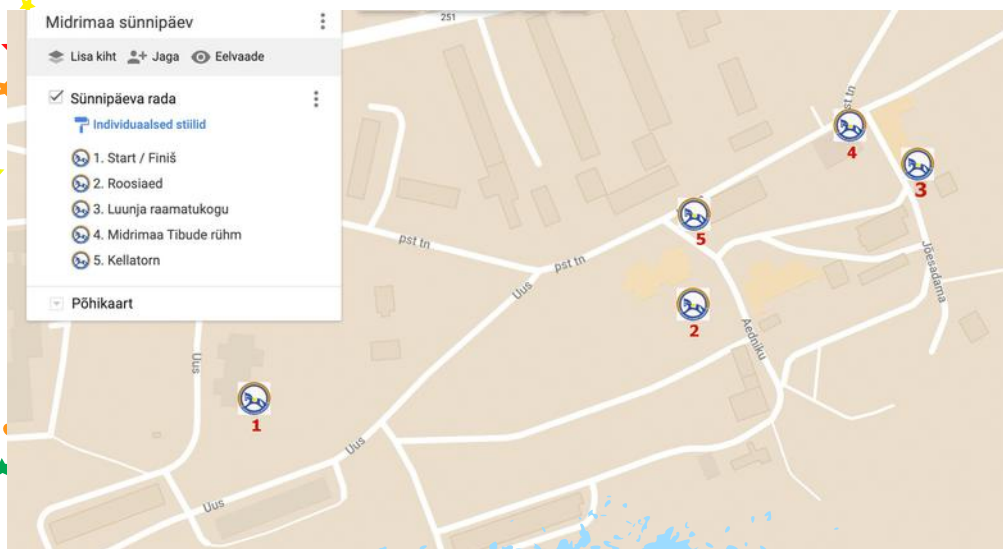 Midrimaa sünnipäev
Lisa kiht Jaga Eelvaade
Sünnipäeva rada
Individuaalsed stiilid
1. Start / Finiš
2. Roosiaed
3. Luunja raamatukogu
4. Midrimaa Tibude rühm
5. Kellatorn
Põhikaart
251
pst tn
4
3
5
pst tn
pst tn
Jõesadama
Uus
2
Aedniku
Uus
1
Uus
Uus